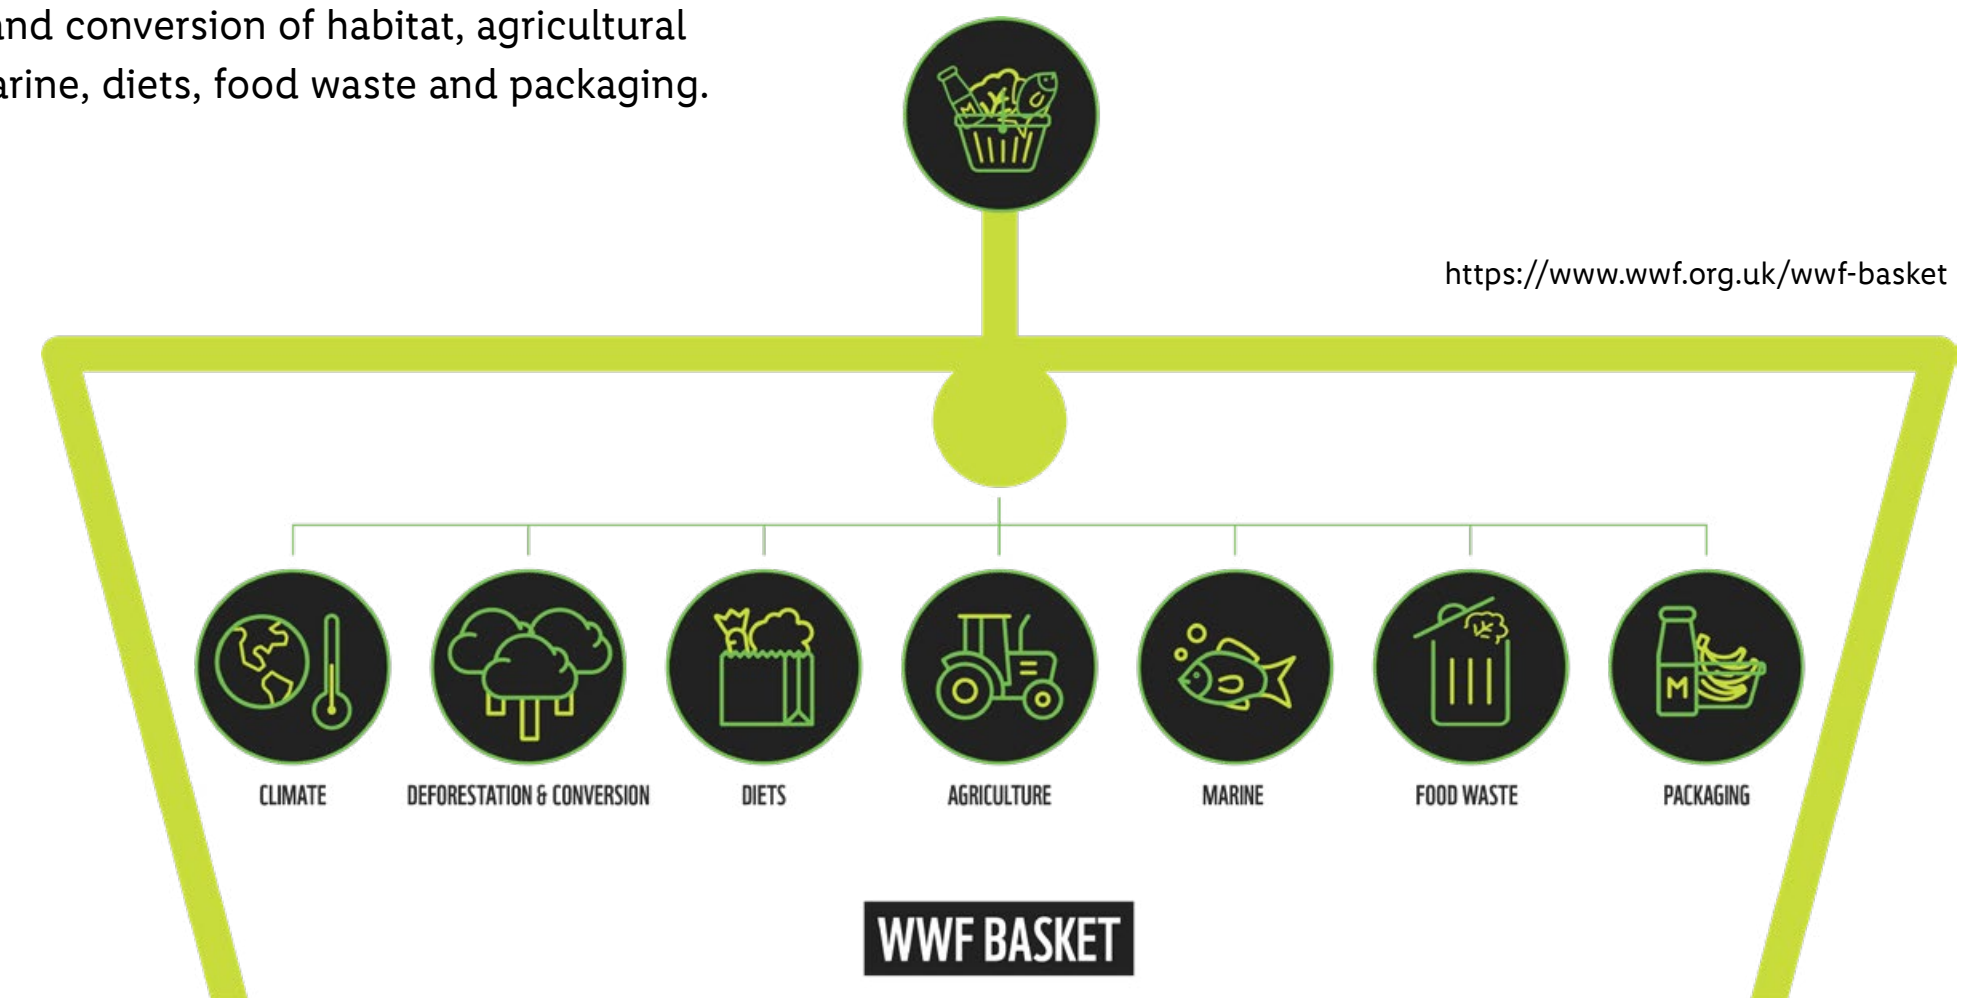 and conversion of habitat, agricultural
marine, diets, food waste and packaging.
https://www.wwf.org.uk/wwf-basket
M
M
CLIMATE
DEFORESTATION & CONVERSION
DIETS
AGRICULTURE
MARINE
FOOD WASTE
PACKAGING
WWF BASKET